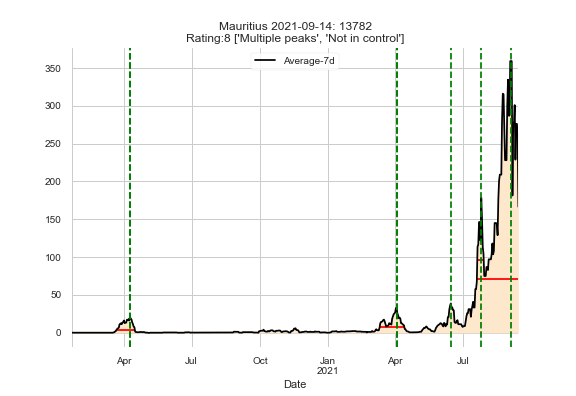 Mauritius 2021-09-14: 13782
Rating:8 ['Multiple peaks', 'Not in control']
Average-7d
350
300
250
200
150
100
50
0
Apr Jul Oct Jan Apr Jul
2021
Date